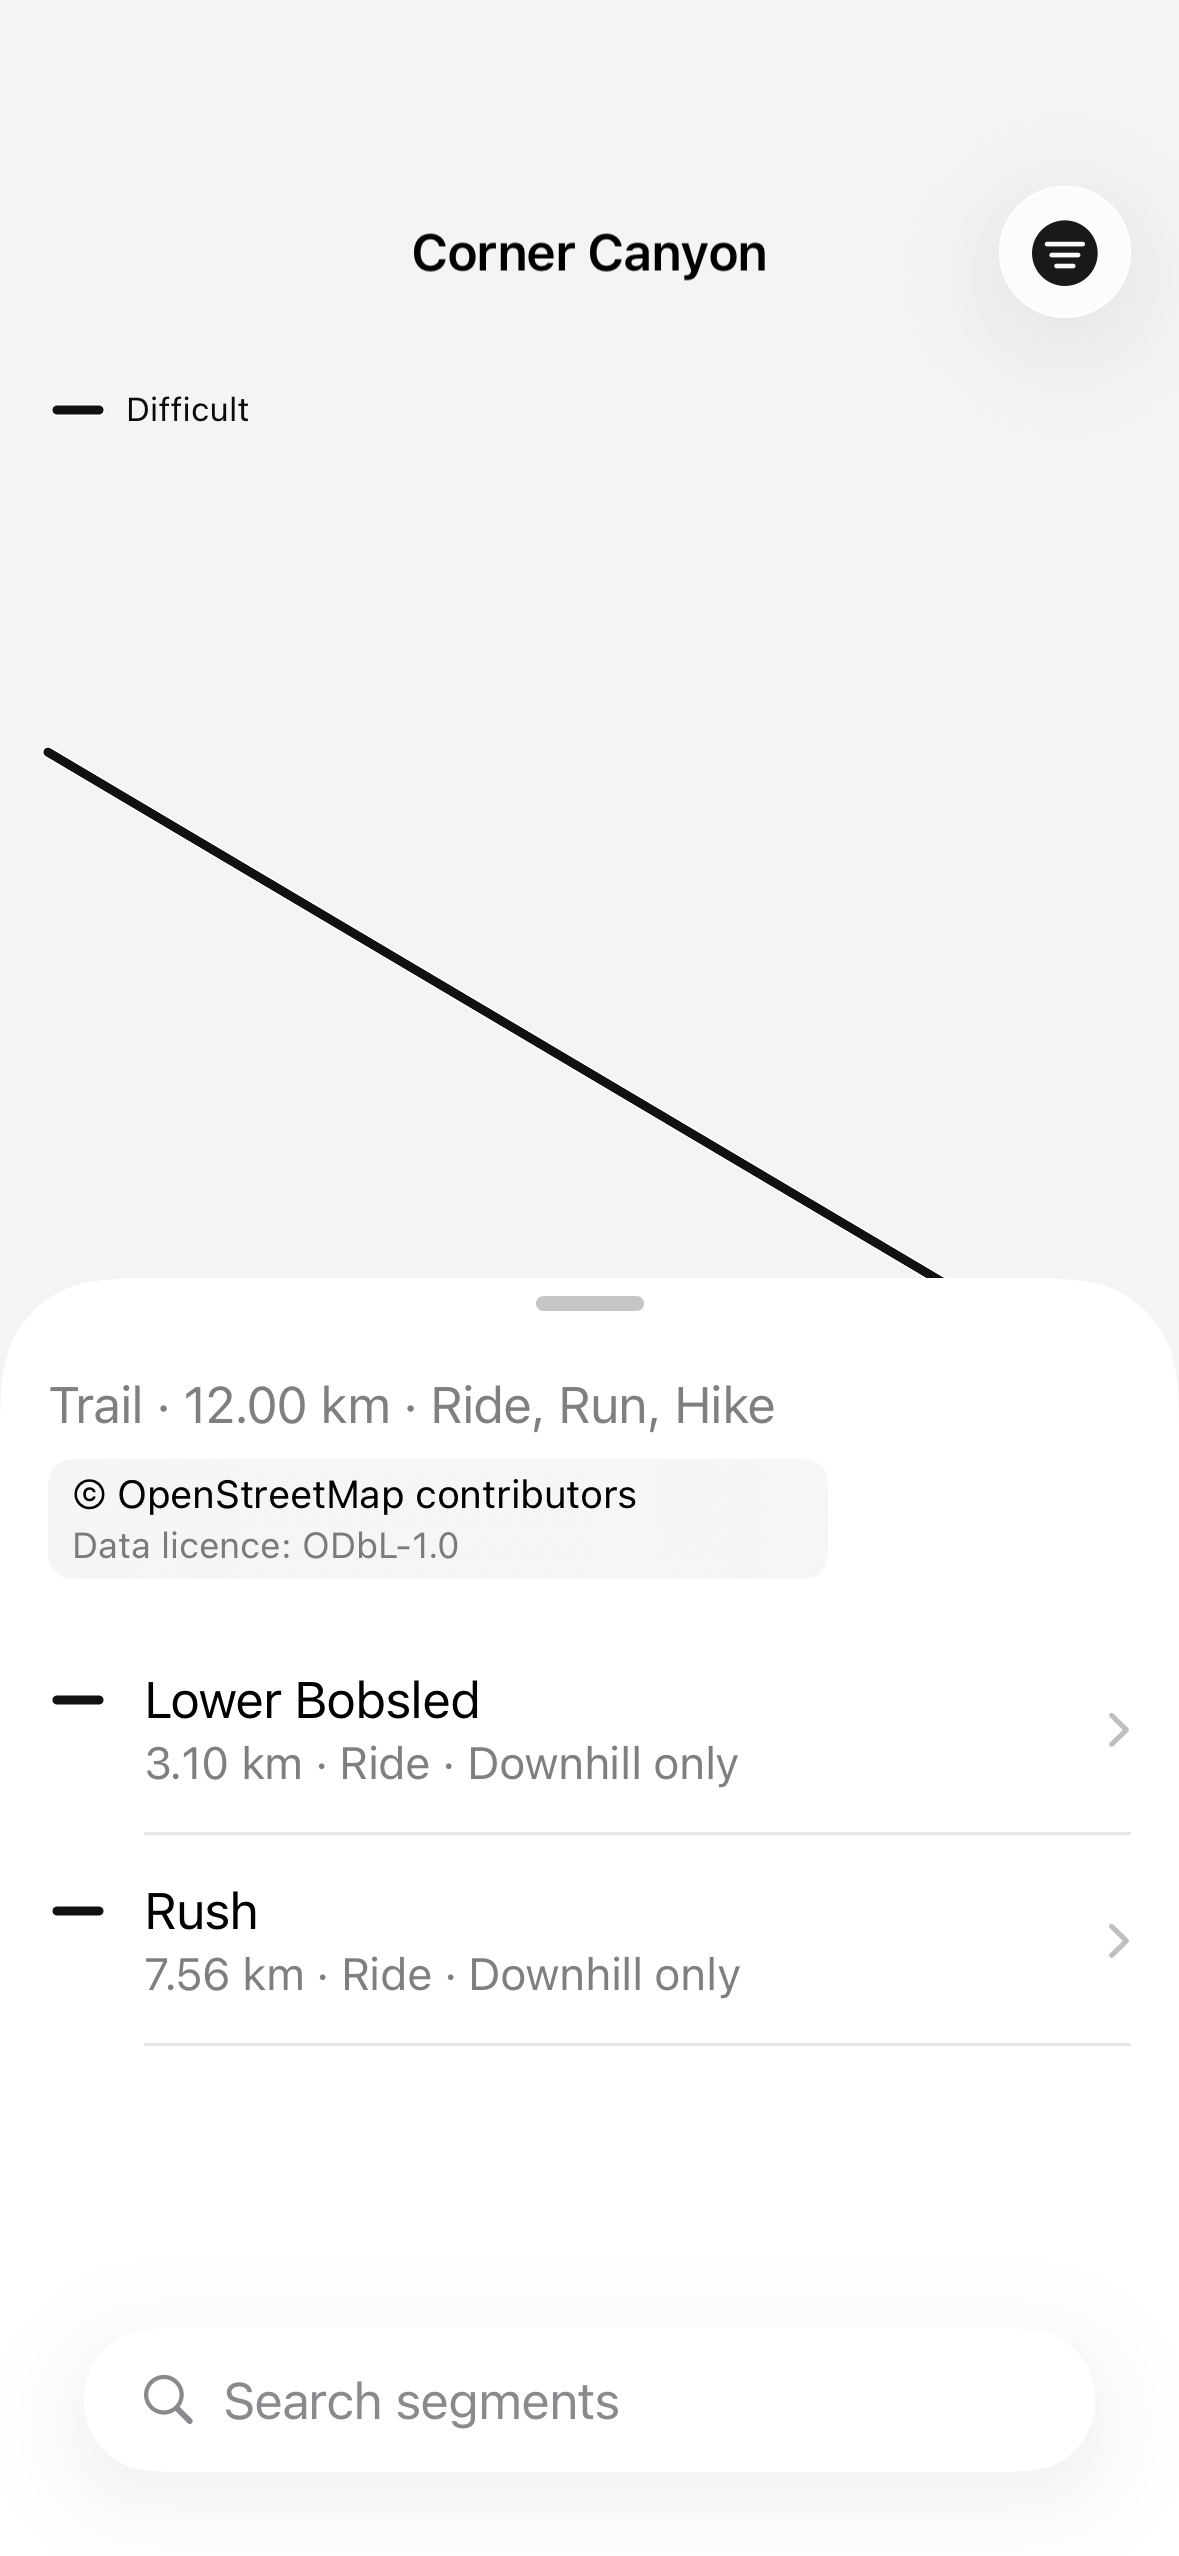 Corner Canyon
Difficult
Trail · 12.00 km · Ride, Run, Hike
© OpenStreetMap contributors
Data licence: ODbL-1.0
Lower Bobsled
3.10 km · Ride · Downhill only
Rush
7.56 km · Ride · Downhill only
Search segments